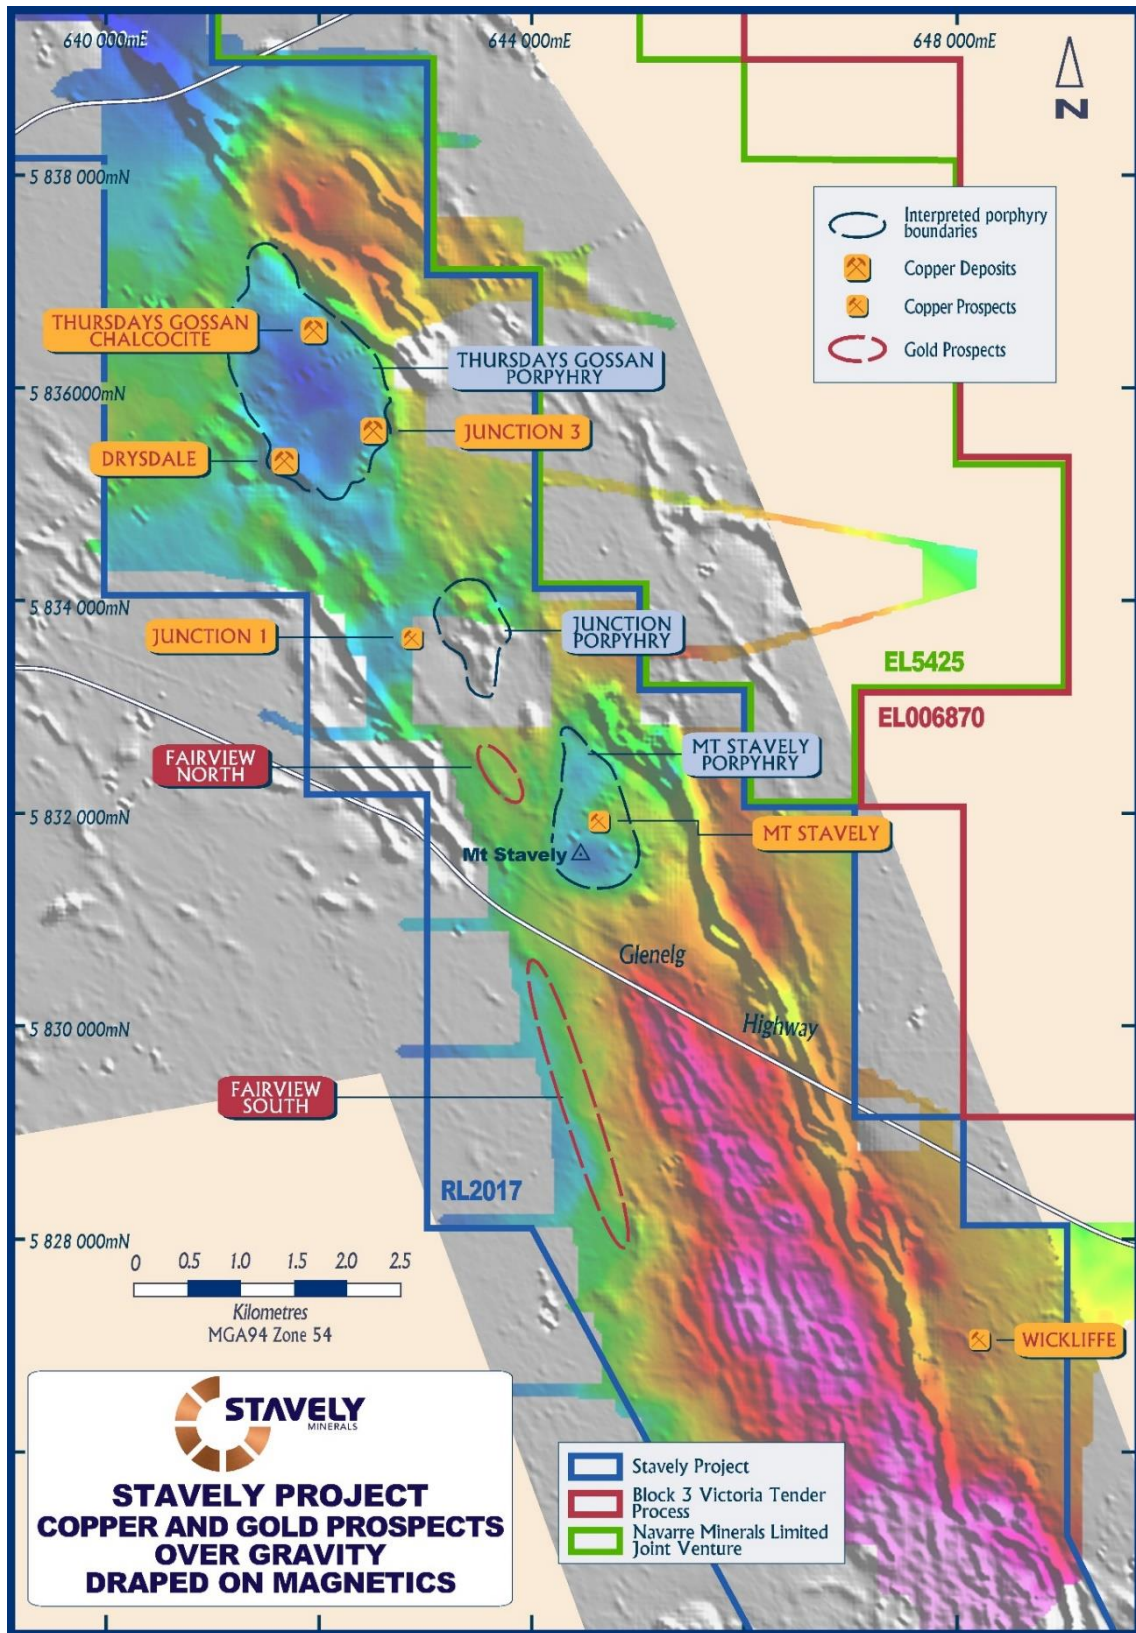 640 000mE
644 000mE
648 000mE
N
5 838 000mN
Interpreted porphyry
boundaries
Copper Deposits
Copper Prospects
Gold Prospects
THURSDAYS GOSSAN
CHALCOCITE
THURSDAYS GOSSAN
PORPYHRY
5 836000mN
JUNCTION 3
DRYSDALE
5 834 000mN
JUNCTION 1
JUNCTION
PORPYHRY
EL5425
EL006870
FAIRVIEW
NORTH
MT STAVELY
PORPYHRY
5 832 000mN
MT STAVELY
Mt Stavely
Glenelg
Highway
5 830 000mN
FAIRVIEW
SOUTH
RL2017
5 828 000mN
0 0.5 1.0 1.5 2.0 2.5
Kilometres
MGA94 Zone 54
WICKLIFFE
STAVELY
MINERALS
STAVELY PROJECT
COPPER AND GOLD PROSPECTS
OVER GRAVITY
DRAPED ON MAGNETICS
Stavely Project
Block 3 Victoria Tender
Process
Navarre Minerals Limited
Joint Venture